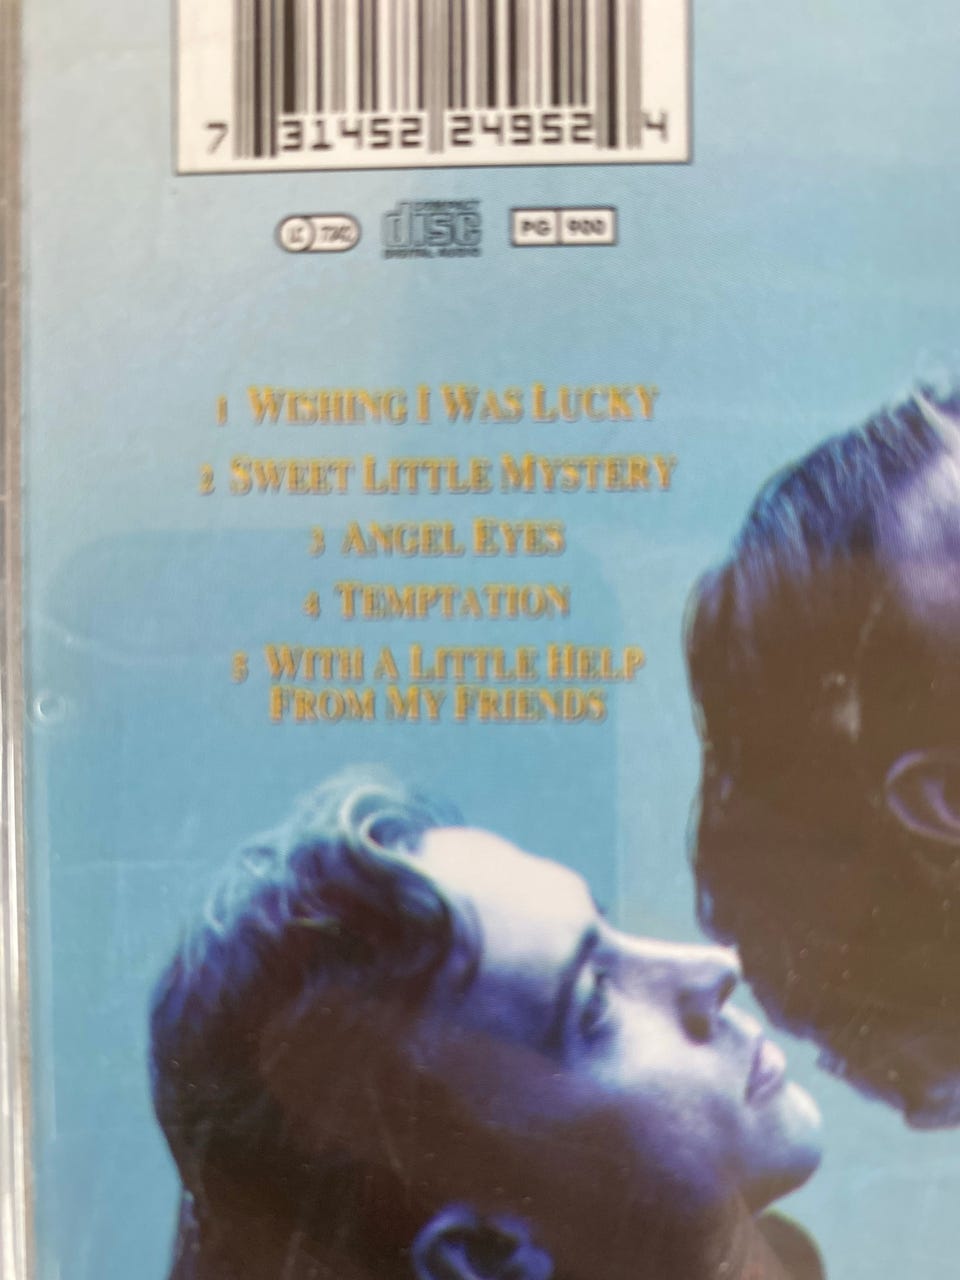 7 31452 24952 4
LC 7342
COMPACT disc DIGITAL AUDIO
PG 900
1 WISHING I WAS LUCKY
2 SWEET LITTLE MYSTERY
3 ANGEL EYES
4 TEMPTATION
5 WITH A LITTLE HELP
FROM MY FRIENDS